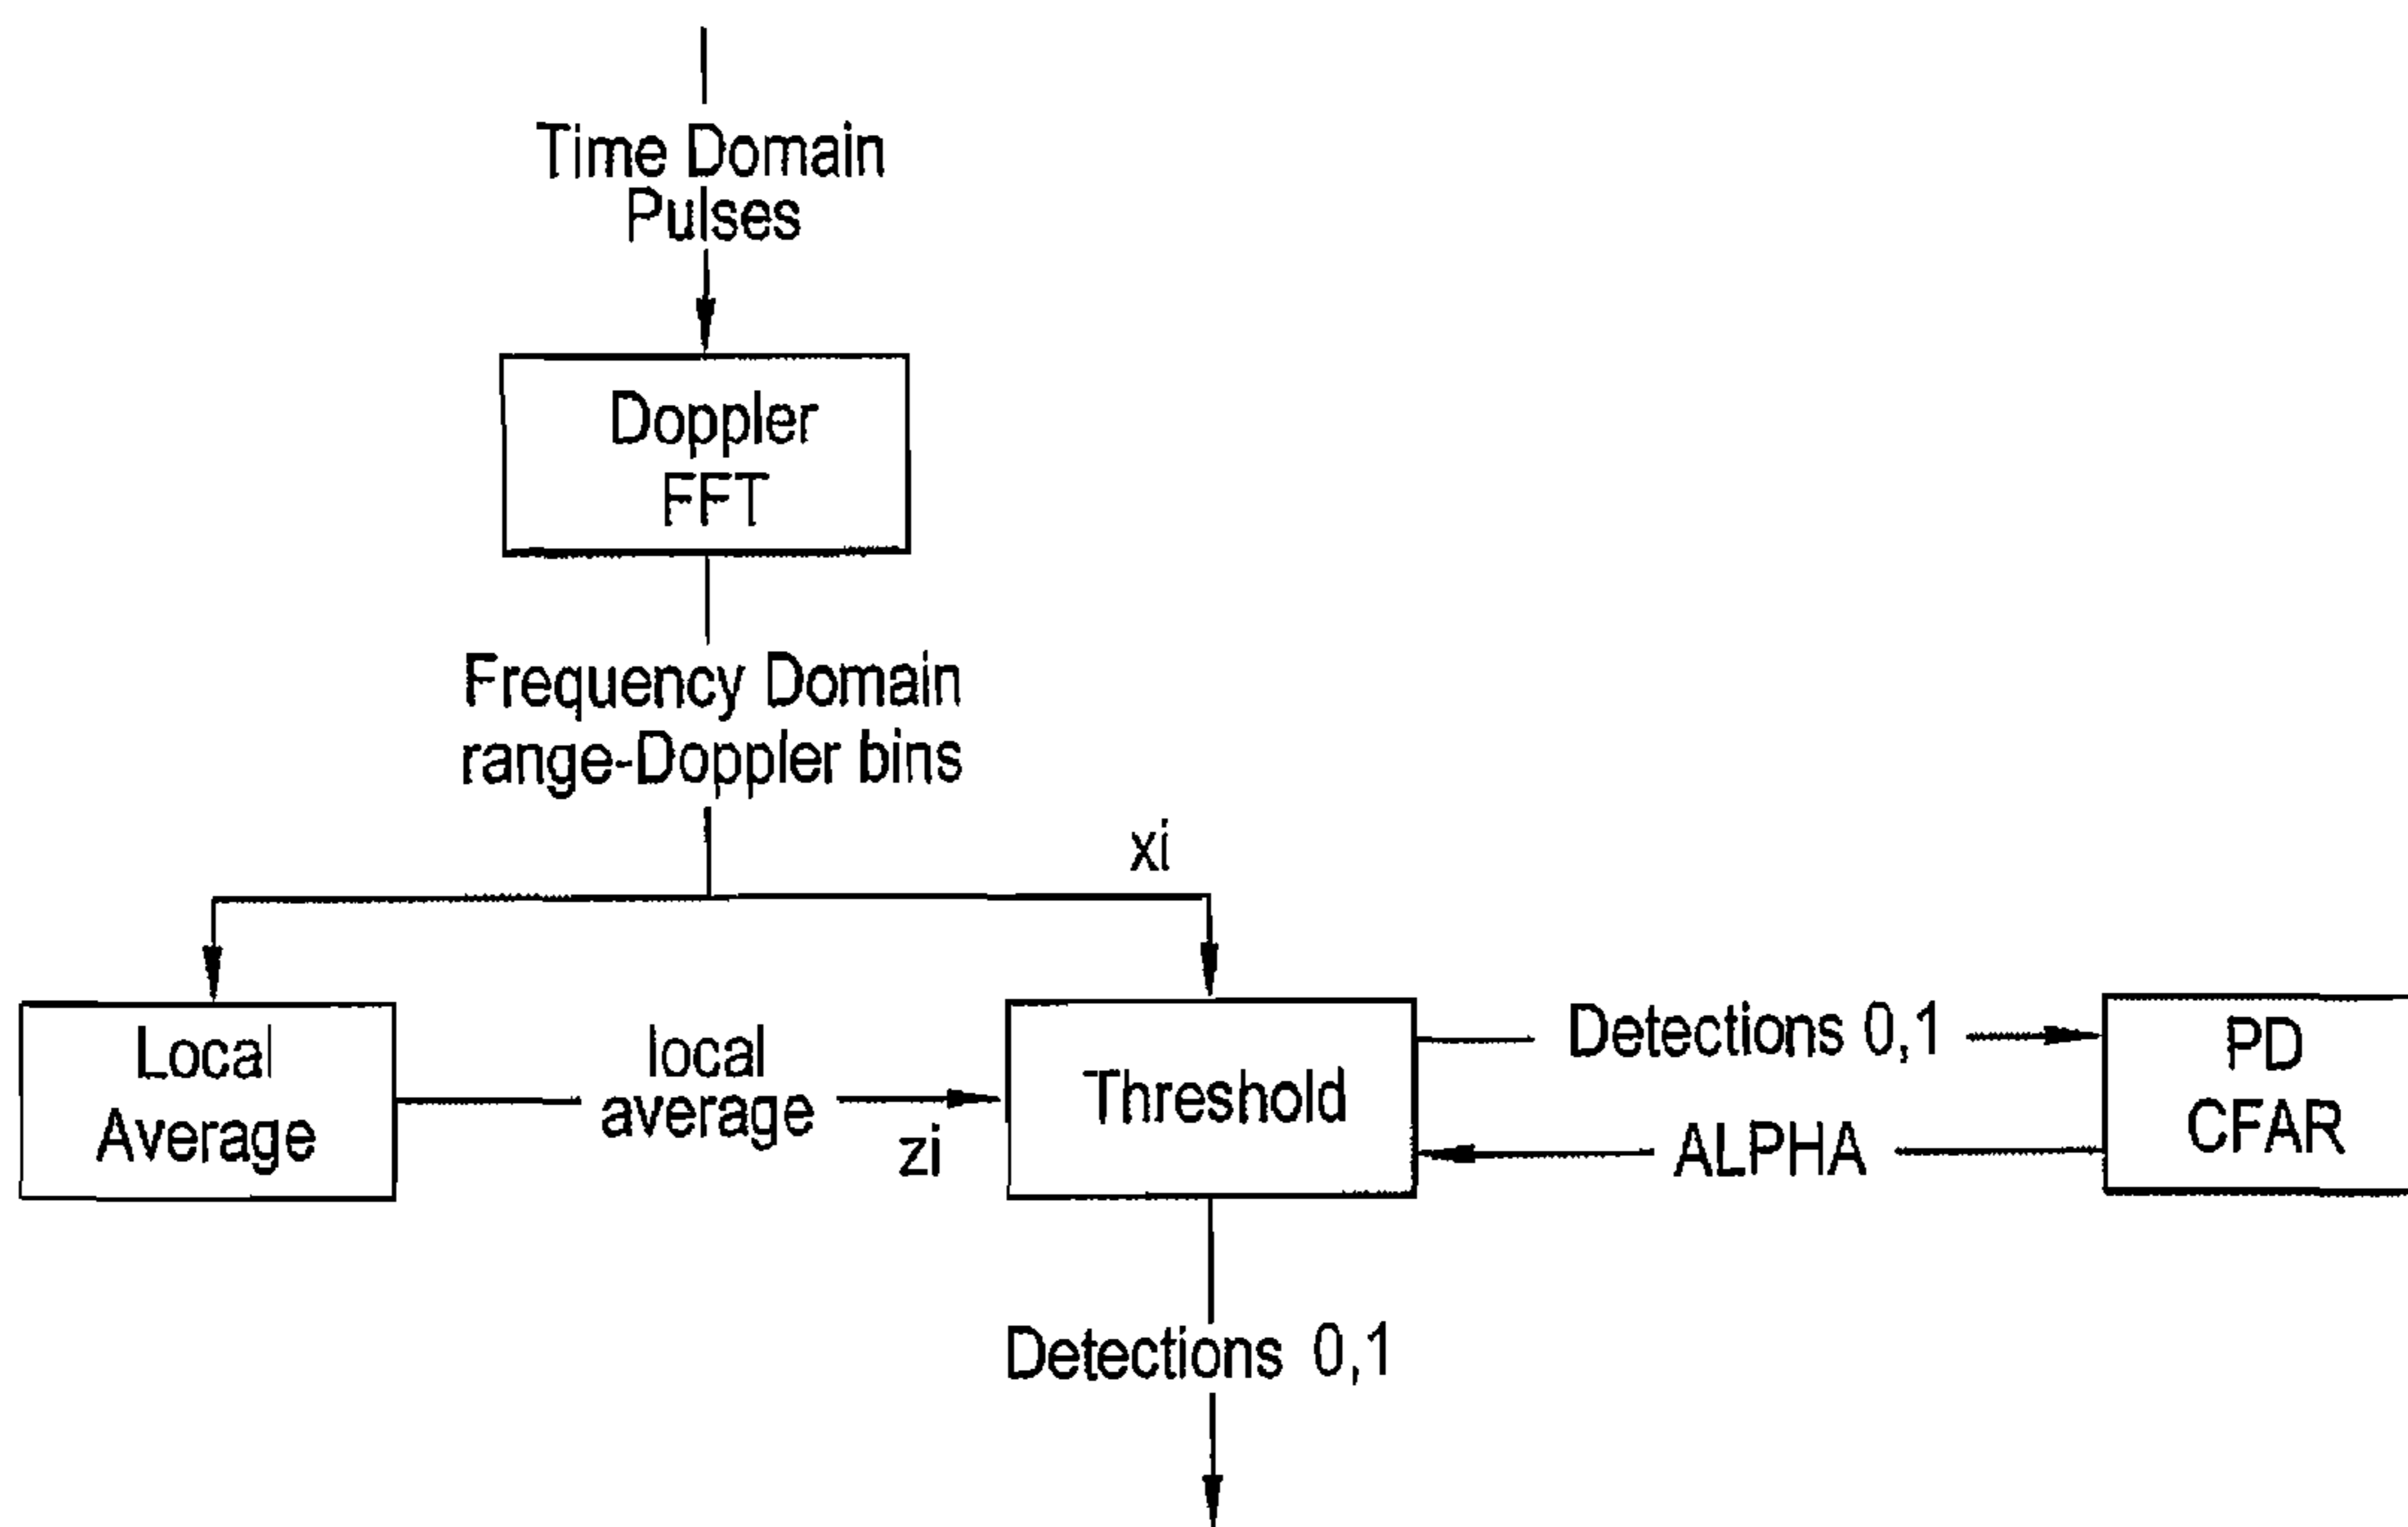 Time Domain
Pulses
Doppler
FFT
Frequency Domain
range-Doppler bins
xi
Local
Average
local
average
zi
Threshold
Detections 0,1
ALPHA
PD
CFAR
Detections 0,1